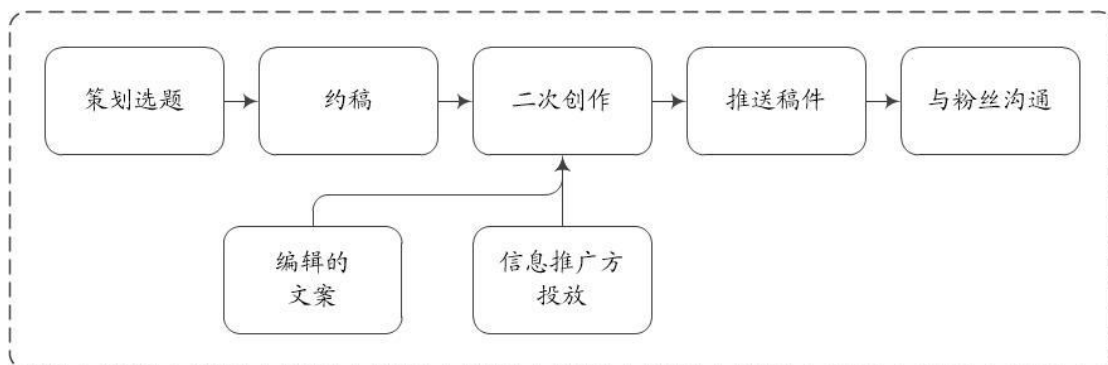 策划选题
约稿
二次创作
推送稿件
与粉丝沟通
编辑的
文案
信息推广方
投放